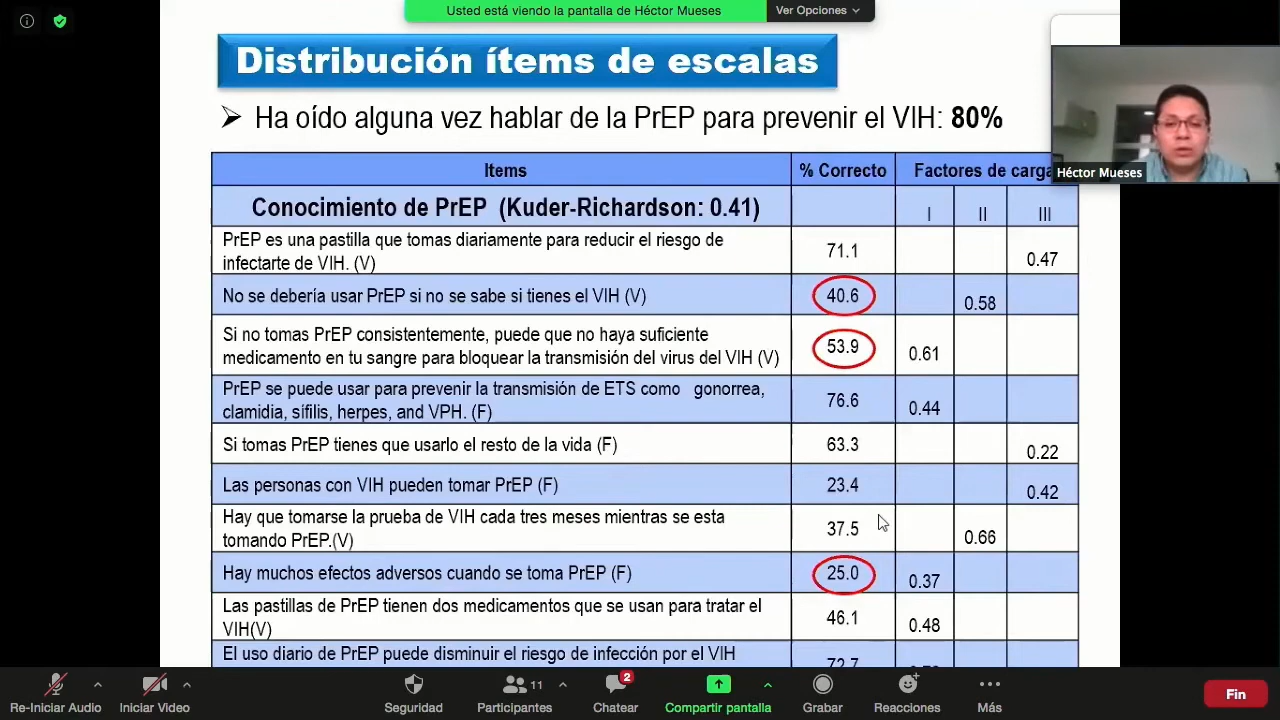 Usted está viendo la pantalla de Héctor Mueses
Ver Opciones
Distribución ítems de escalas
➢ Ha oído alguna vez hablar de la PrEP para prevenir el VIH: 80%
Héctor Mueses
Items
% Correcto
Factores de carga
Conocimiento de PrEP (Kuder-Richardson: 0.41)
I
II
III
PrEP es una pastilla que tomas diariamente para reducir el riesgo de
infectarte de VIH. (V)
71.1
0.47
No se debería usar PrEP si no se sabe si tienes el VIH (V)
40.6
0.58
Si no tomas PrEP consistentemente, puede que no haya suficiente
medicamento en tu sangre para bloquear la transmisión del virus del VIH (V)
53.9
0.61
PrEP se puede usar para prevenir la transmisión de ETS como gonorrea,
clamidia, sífilis, herpes, and VPH. (F)
76.6
0.44
Si tomas PrEP tienes que usarlo el resto de la vida (F)
63.3
0.22
Las personas con VIH pueden tomar PrEP (F)
23.4
0.42
Hay que tomarse la prueba de VIH cada tres meses mientras se esta
tomando PrEP.(V)
37.5
0.66
Hay muchos efectos adversos cuando se toma PrEP (F)
25.0
0.37
Las pastillas de PrEP tienen dos medicamentos que se usan para tratar el
VIH(V)
46.1
0.48
El uso diario de PrEP puede disminuir el riesgo de infección por el VIH
72.7
Re-Iniciar Audio
Iniciar Video
Seguridad
11
Participantes
2
Chatear
Compartir pantalla
Grabar
Reacciones
Más
Fin